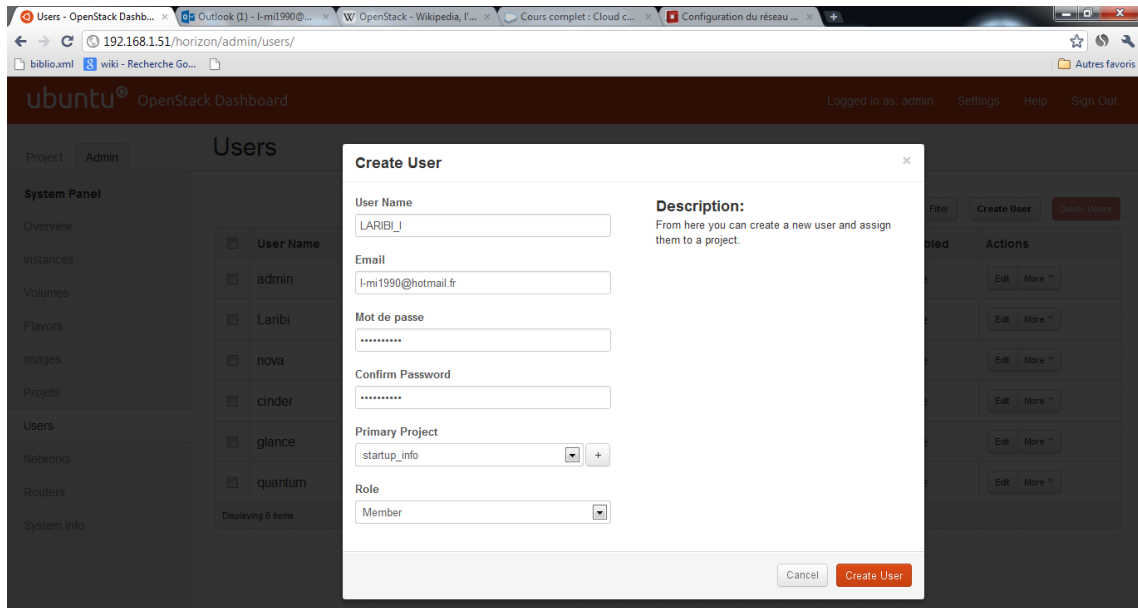 Users - OpenStack Dashb...
Outlook (1) - l-mi1990@...
OpenStack - Wikipedia, l'...
Cours complet : Cloud c...
Configuration du réseau ...
192.168.1.51/horizon/admin/users/
biblio.xml
wiki - Recherche Go...
Autres favoris
ubuntu® OpenStack Dashboard
Logged in as: admin
Settings
Help
Sign Out
Project
Admin
System Panel
Overview
Instances
Volumes
Flavors
Images
Projets
Users
Networks
Routers
System Info
Users
Filter
Create User
Delete Users
User Name
Actions
admin
Edit
More
Laribi
Edit
More
nova
Edit
More
cinder
Edit
More
glance
Edit
More
quantum
Edit
More
Displaying 6 items
Create User
×
User Name
LARIBI_I
Email
l-mi1990@hotmail.fr
Mot de passe
••••••••••
Confirm Password
••••••••••
Primary Project
startup_info
+
Role
Member
Description:
From here you can create a new user and assign
them to a project.
Cancel
Create User